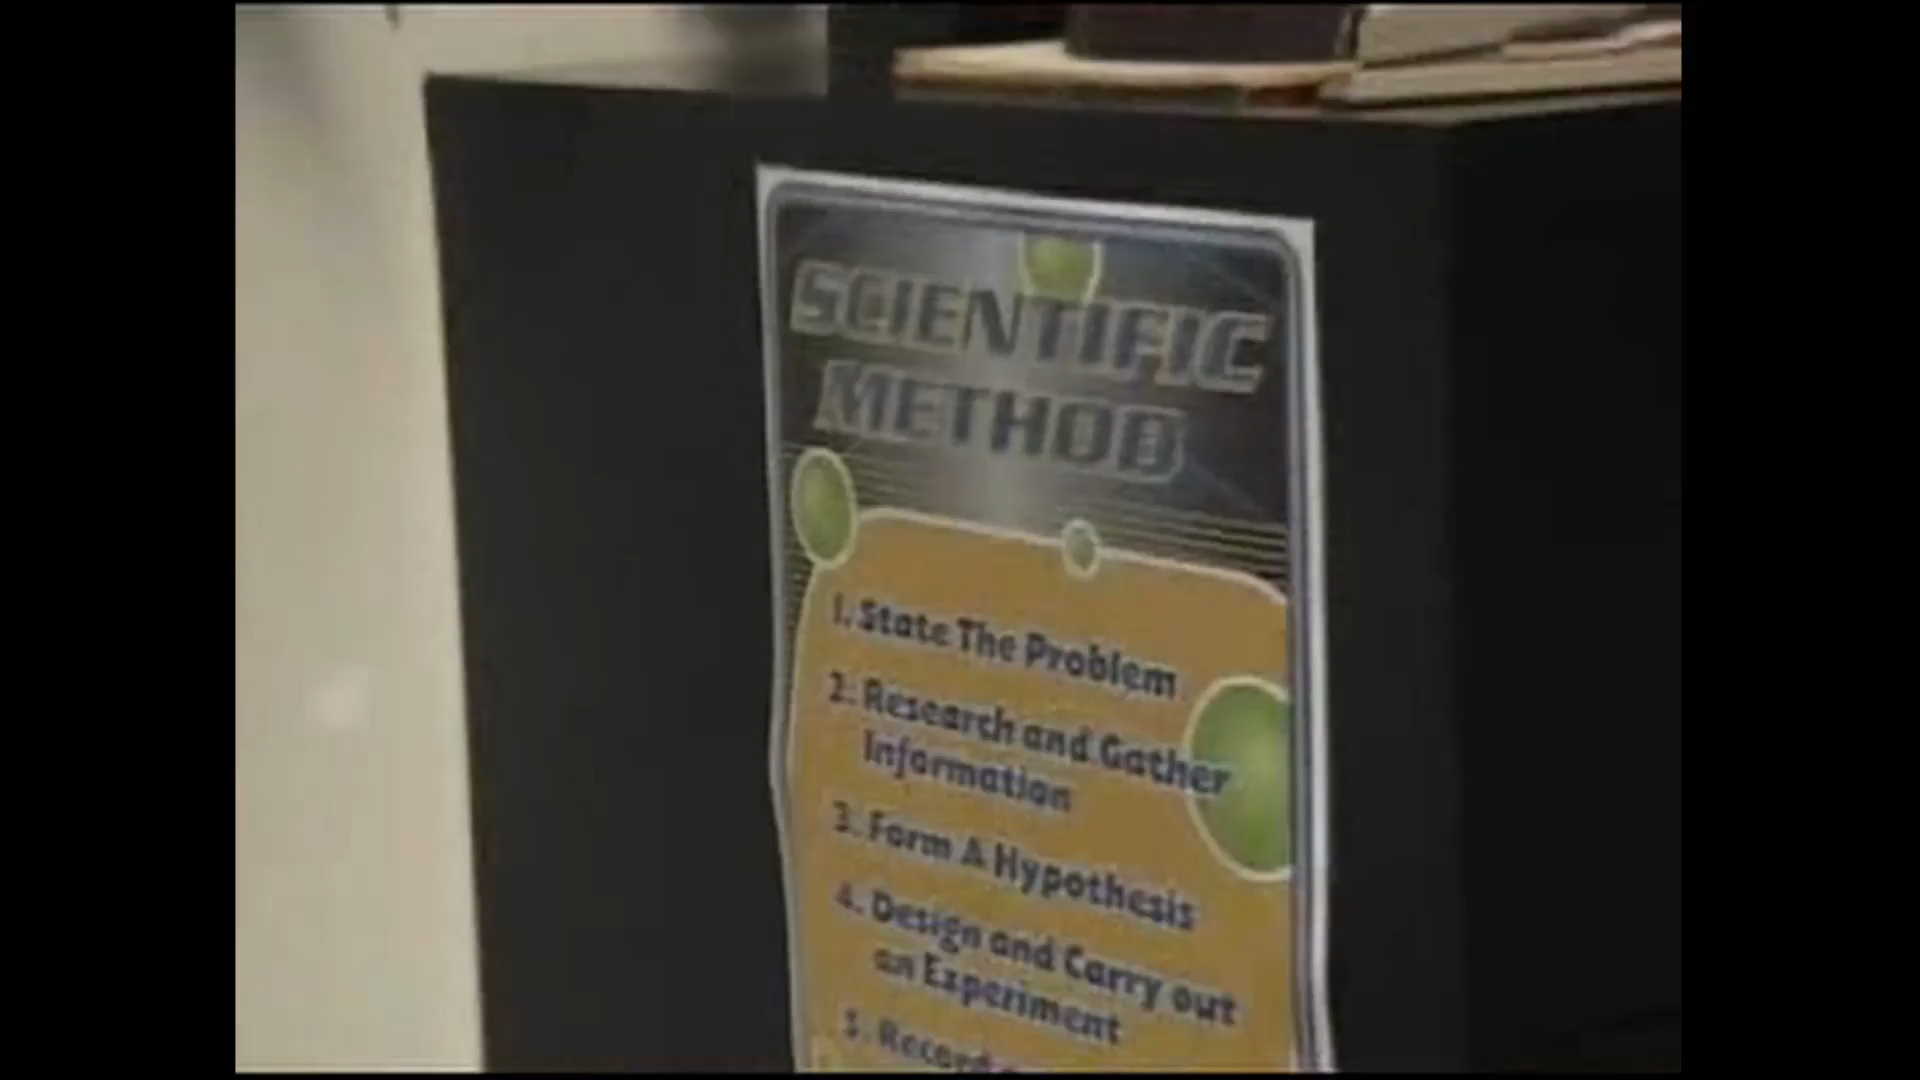 SCIENTIFIC
METHOD
1. State The Problem
2. Research and Gather
Information
3. Form A Hypothesis
4. Design and Carry out
an Experiment
5. Record